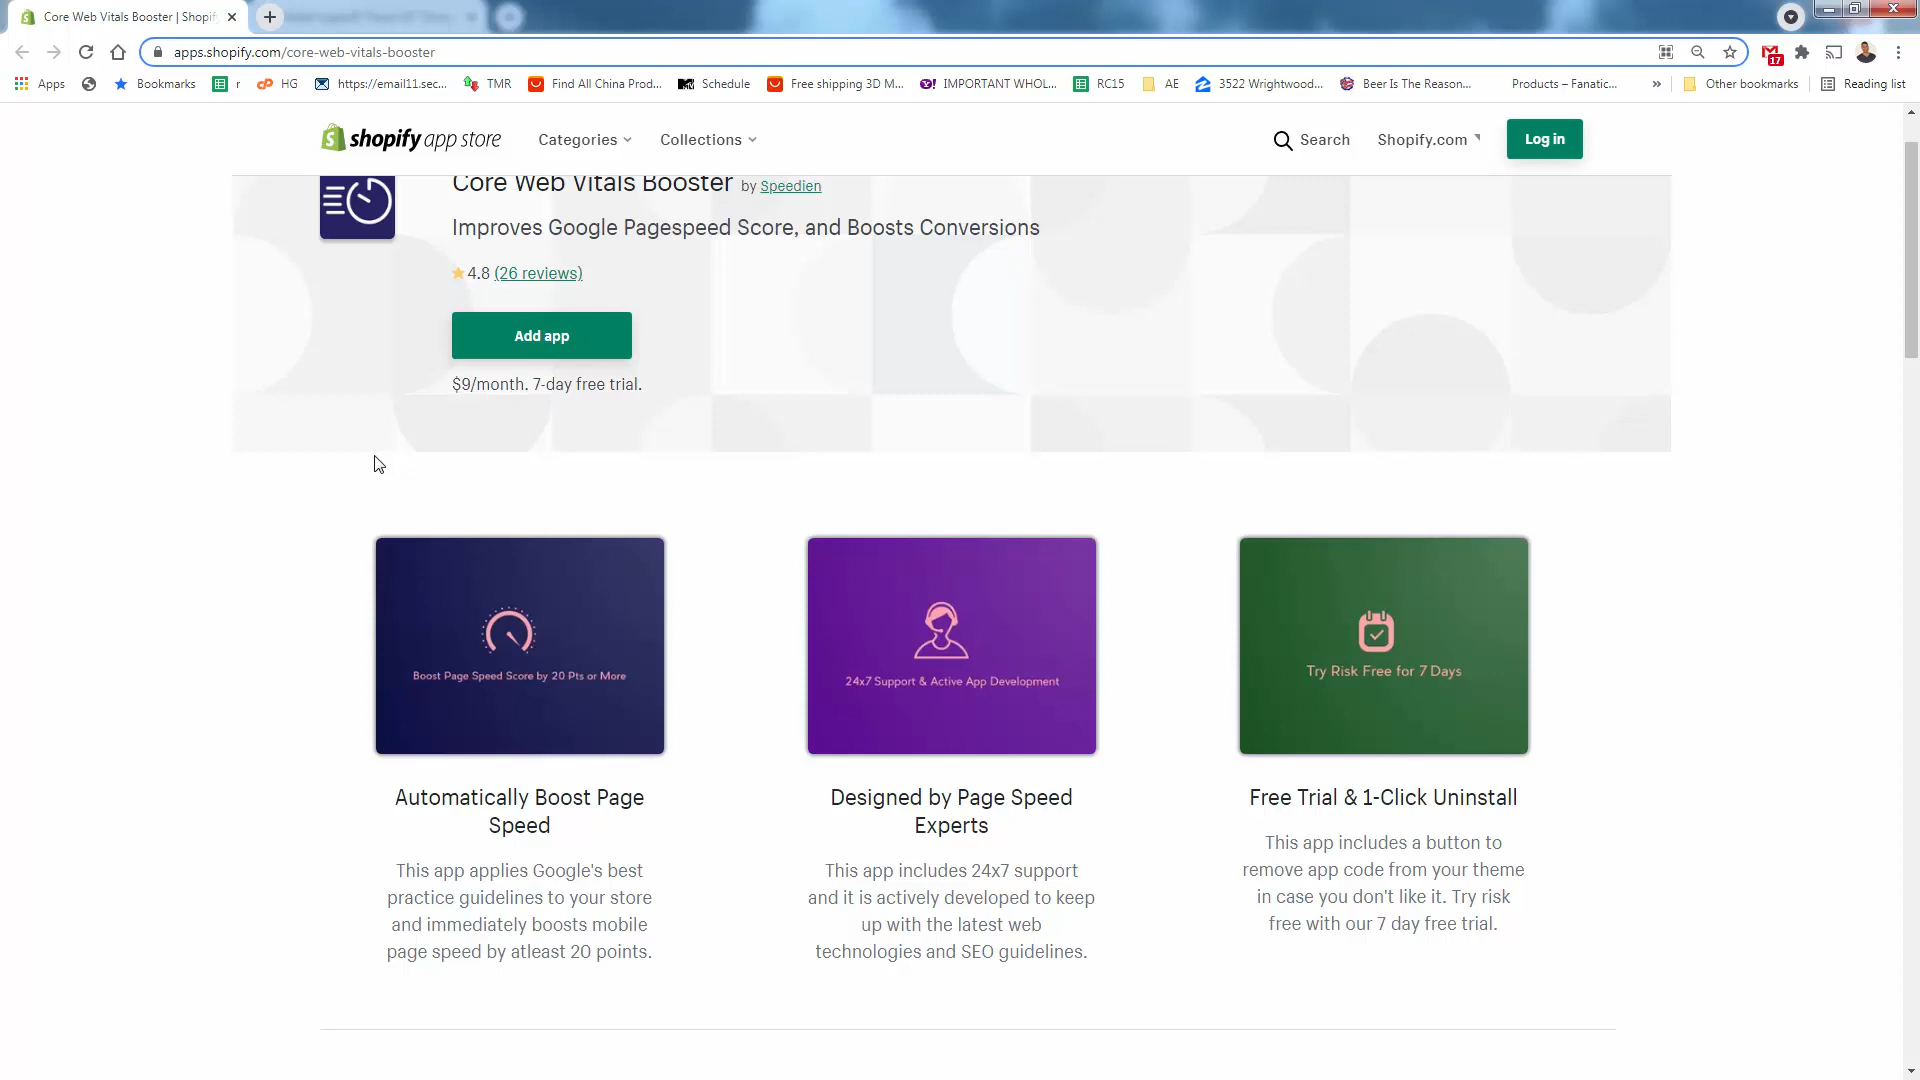 Core Web Vitals Booster | Shopif
apps.shopify.com/core-web-vitals-booster
17
Apps
Bookmarks
r
HG
https://email11.sec...
TMR
Find All China Prod...
Schedule
Free shipping 3D M...
IMPORTANT WHOL...
RC15
AE
3522 Wrightwood...
Beer Is The Reason...
Products – Fanatic...
»
Other bookmarks
Reading list
shopify app store
Categories
Collections
Search
Shopify.com
Log in
Core Web Vitals Booster by Speedien
Improves Google Pagespeed Score, and Boosts Conversions
4.8 (26 reviews)
Add app
$9/month. 7-day free trial.
Boost Page Speed Score by 20 Pts or More
24x7 Support & Active App Development
Try Risk Free for 7 Days
Automatically Boost Page
Speed
This app applies Google's best
practice guidelines to your store
and immediately boosts mobile
page speed by atleast 20 points.
Designed by Page Speed
Experts
This app includes 24x7 support
and it is actively developed to keep
up with the latest web
technologies and SEO guidelines.
Free Trial & 1-Click Uninstall
This app includes a button to
remove app code from your theme
in case you don't like it. Try risk
free with our 7 day free trial.